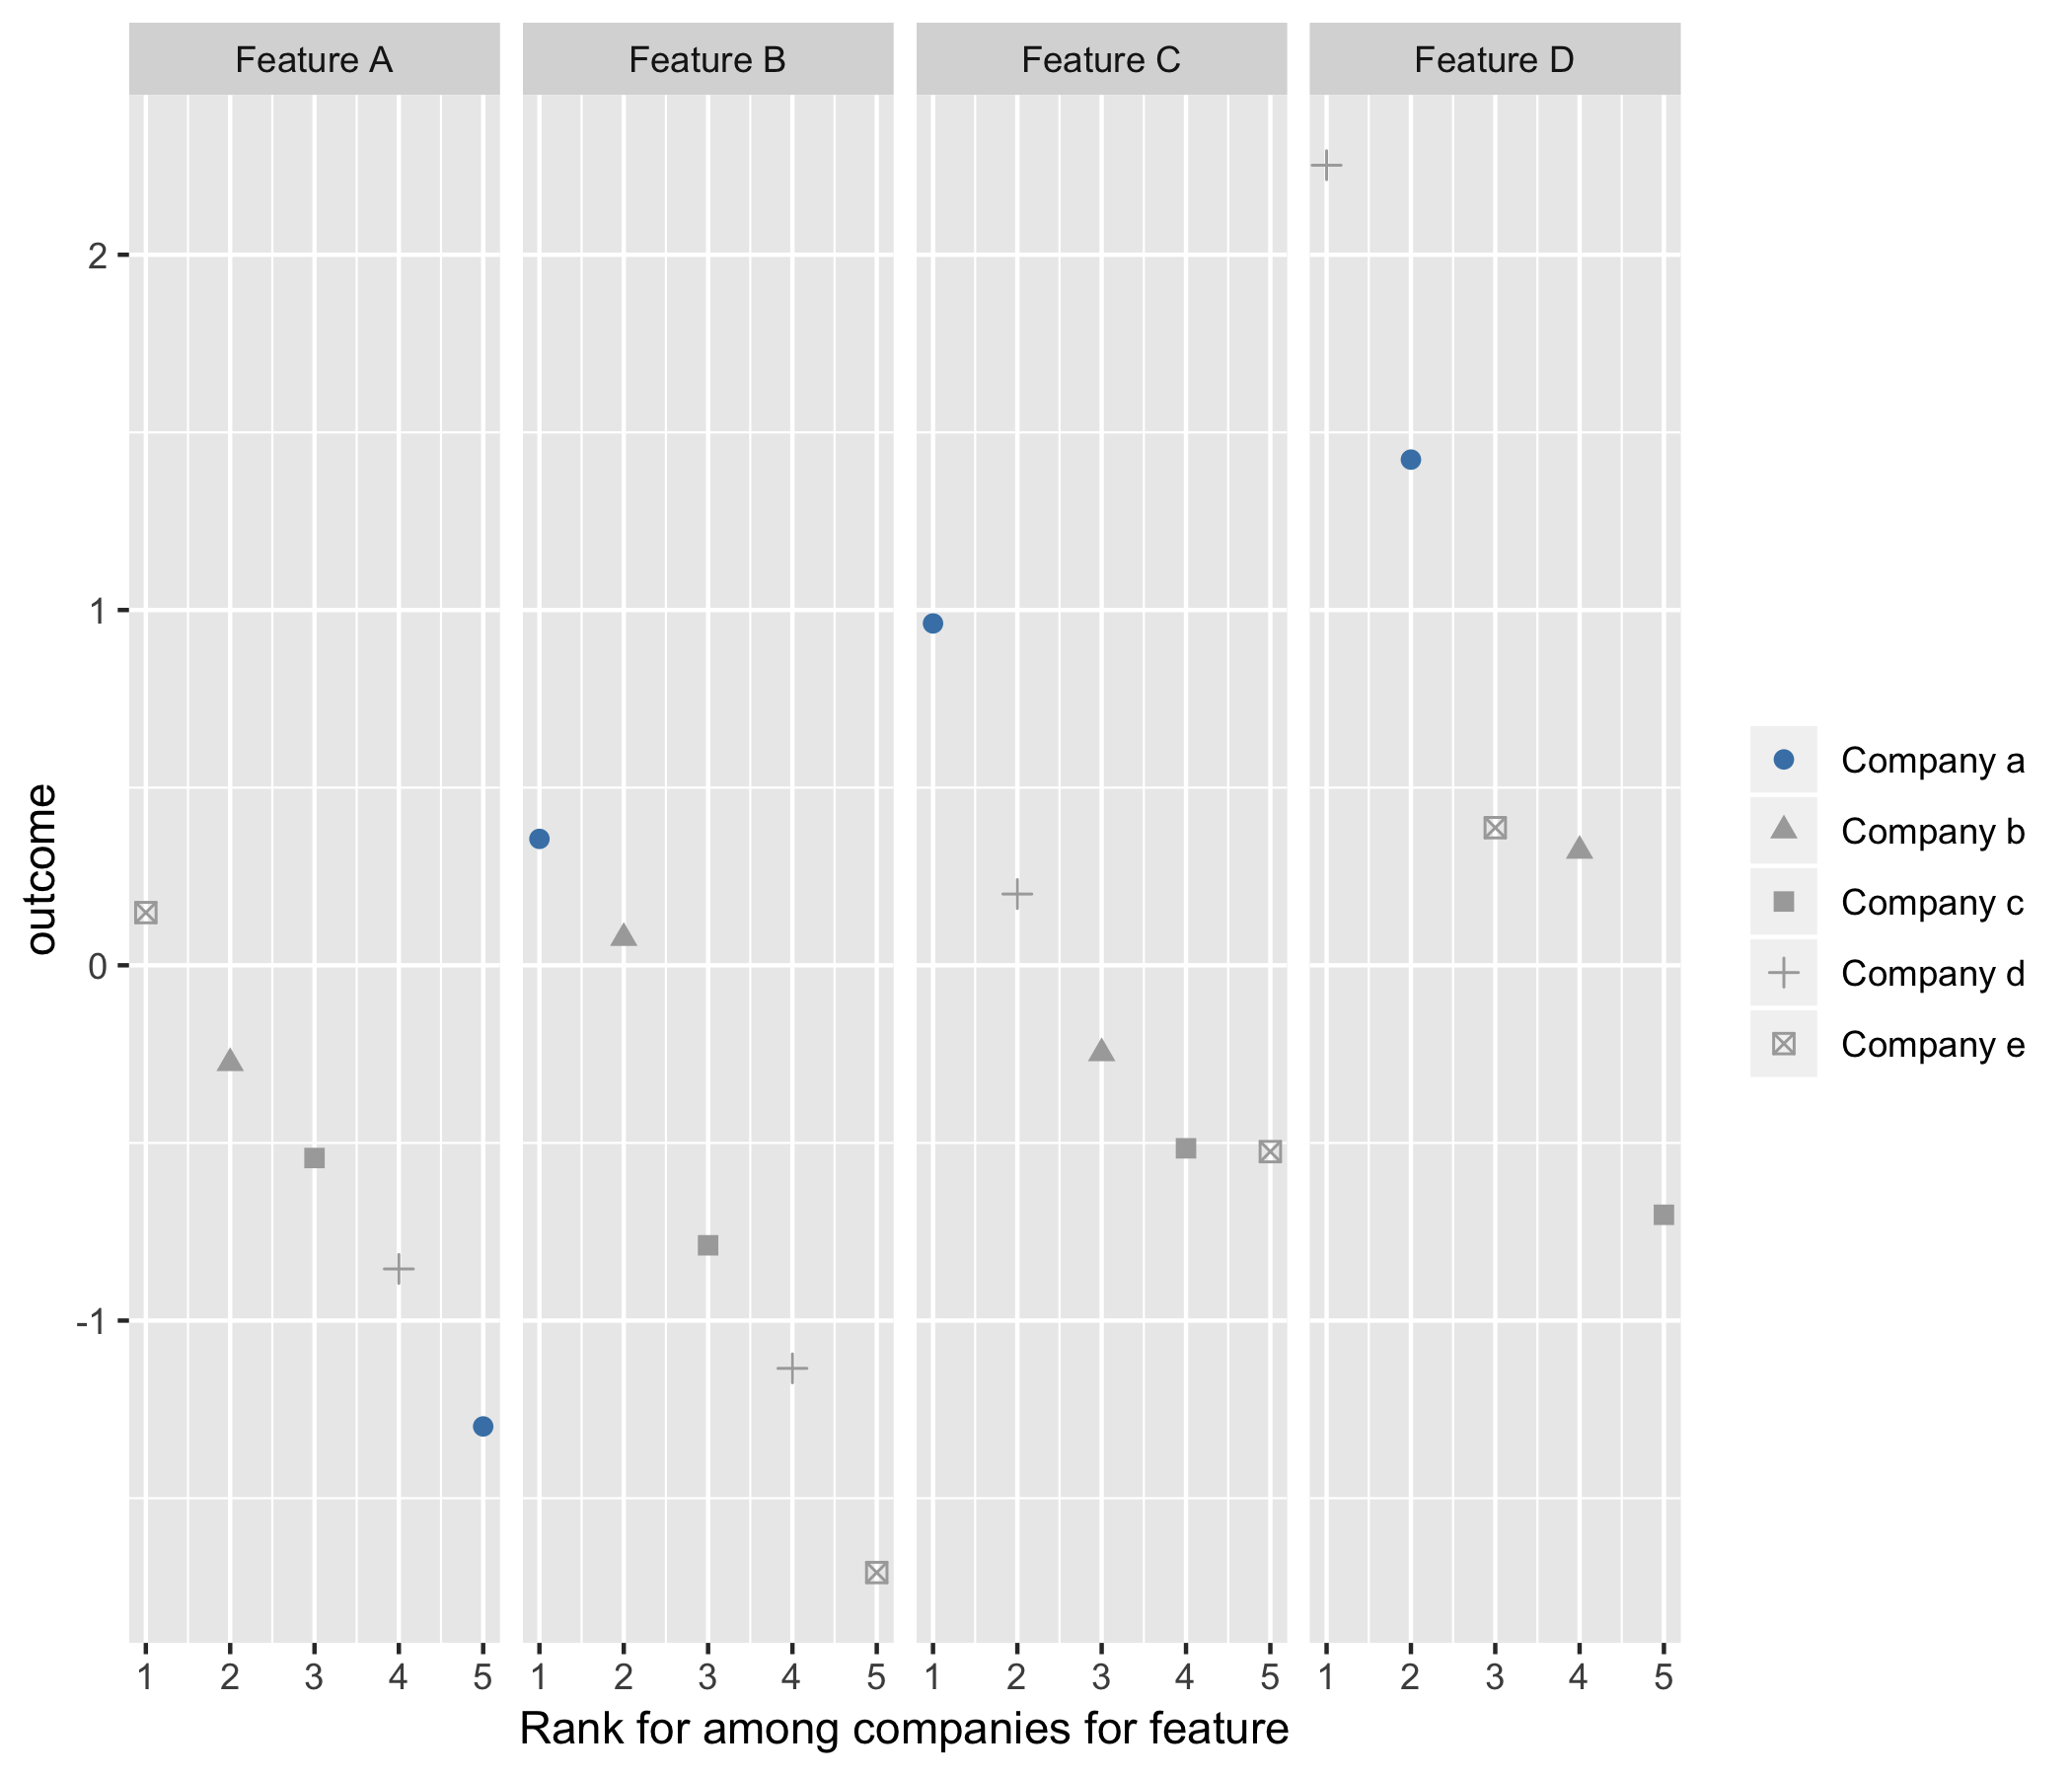 Feature A Feature B Feature C Feature D
2
1
0
-1
outcome
1 2 3 4 5 1 2 3 4 5 1 2 3 4 5 1 2 3 4 5
Rank for among companies for feature
Company a
Company b
Company c
Company d
Company e